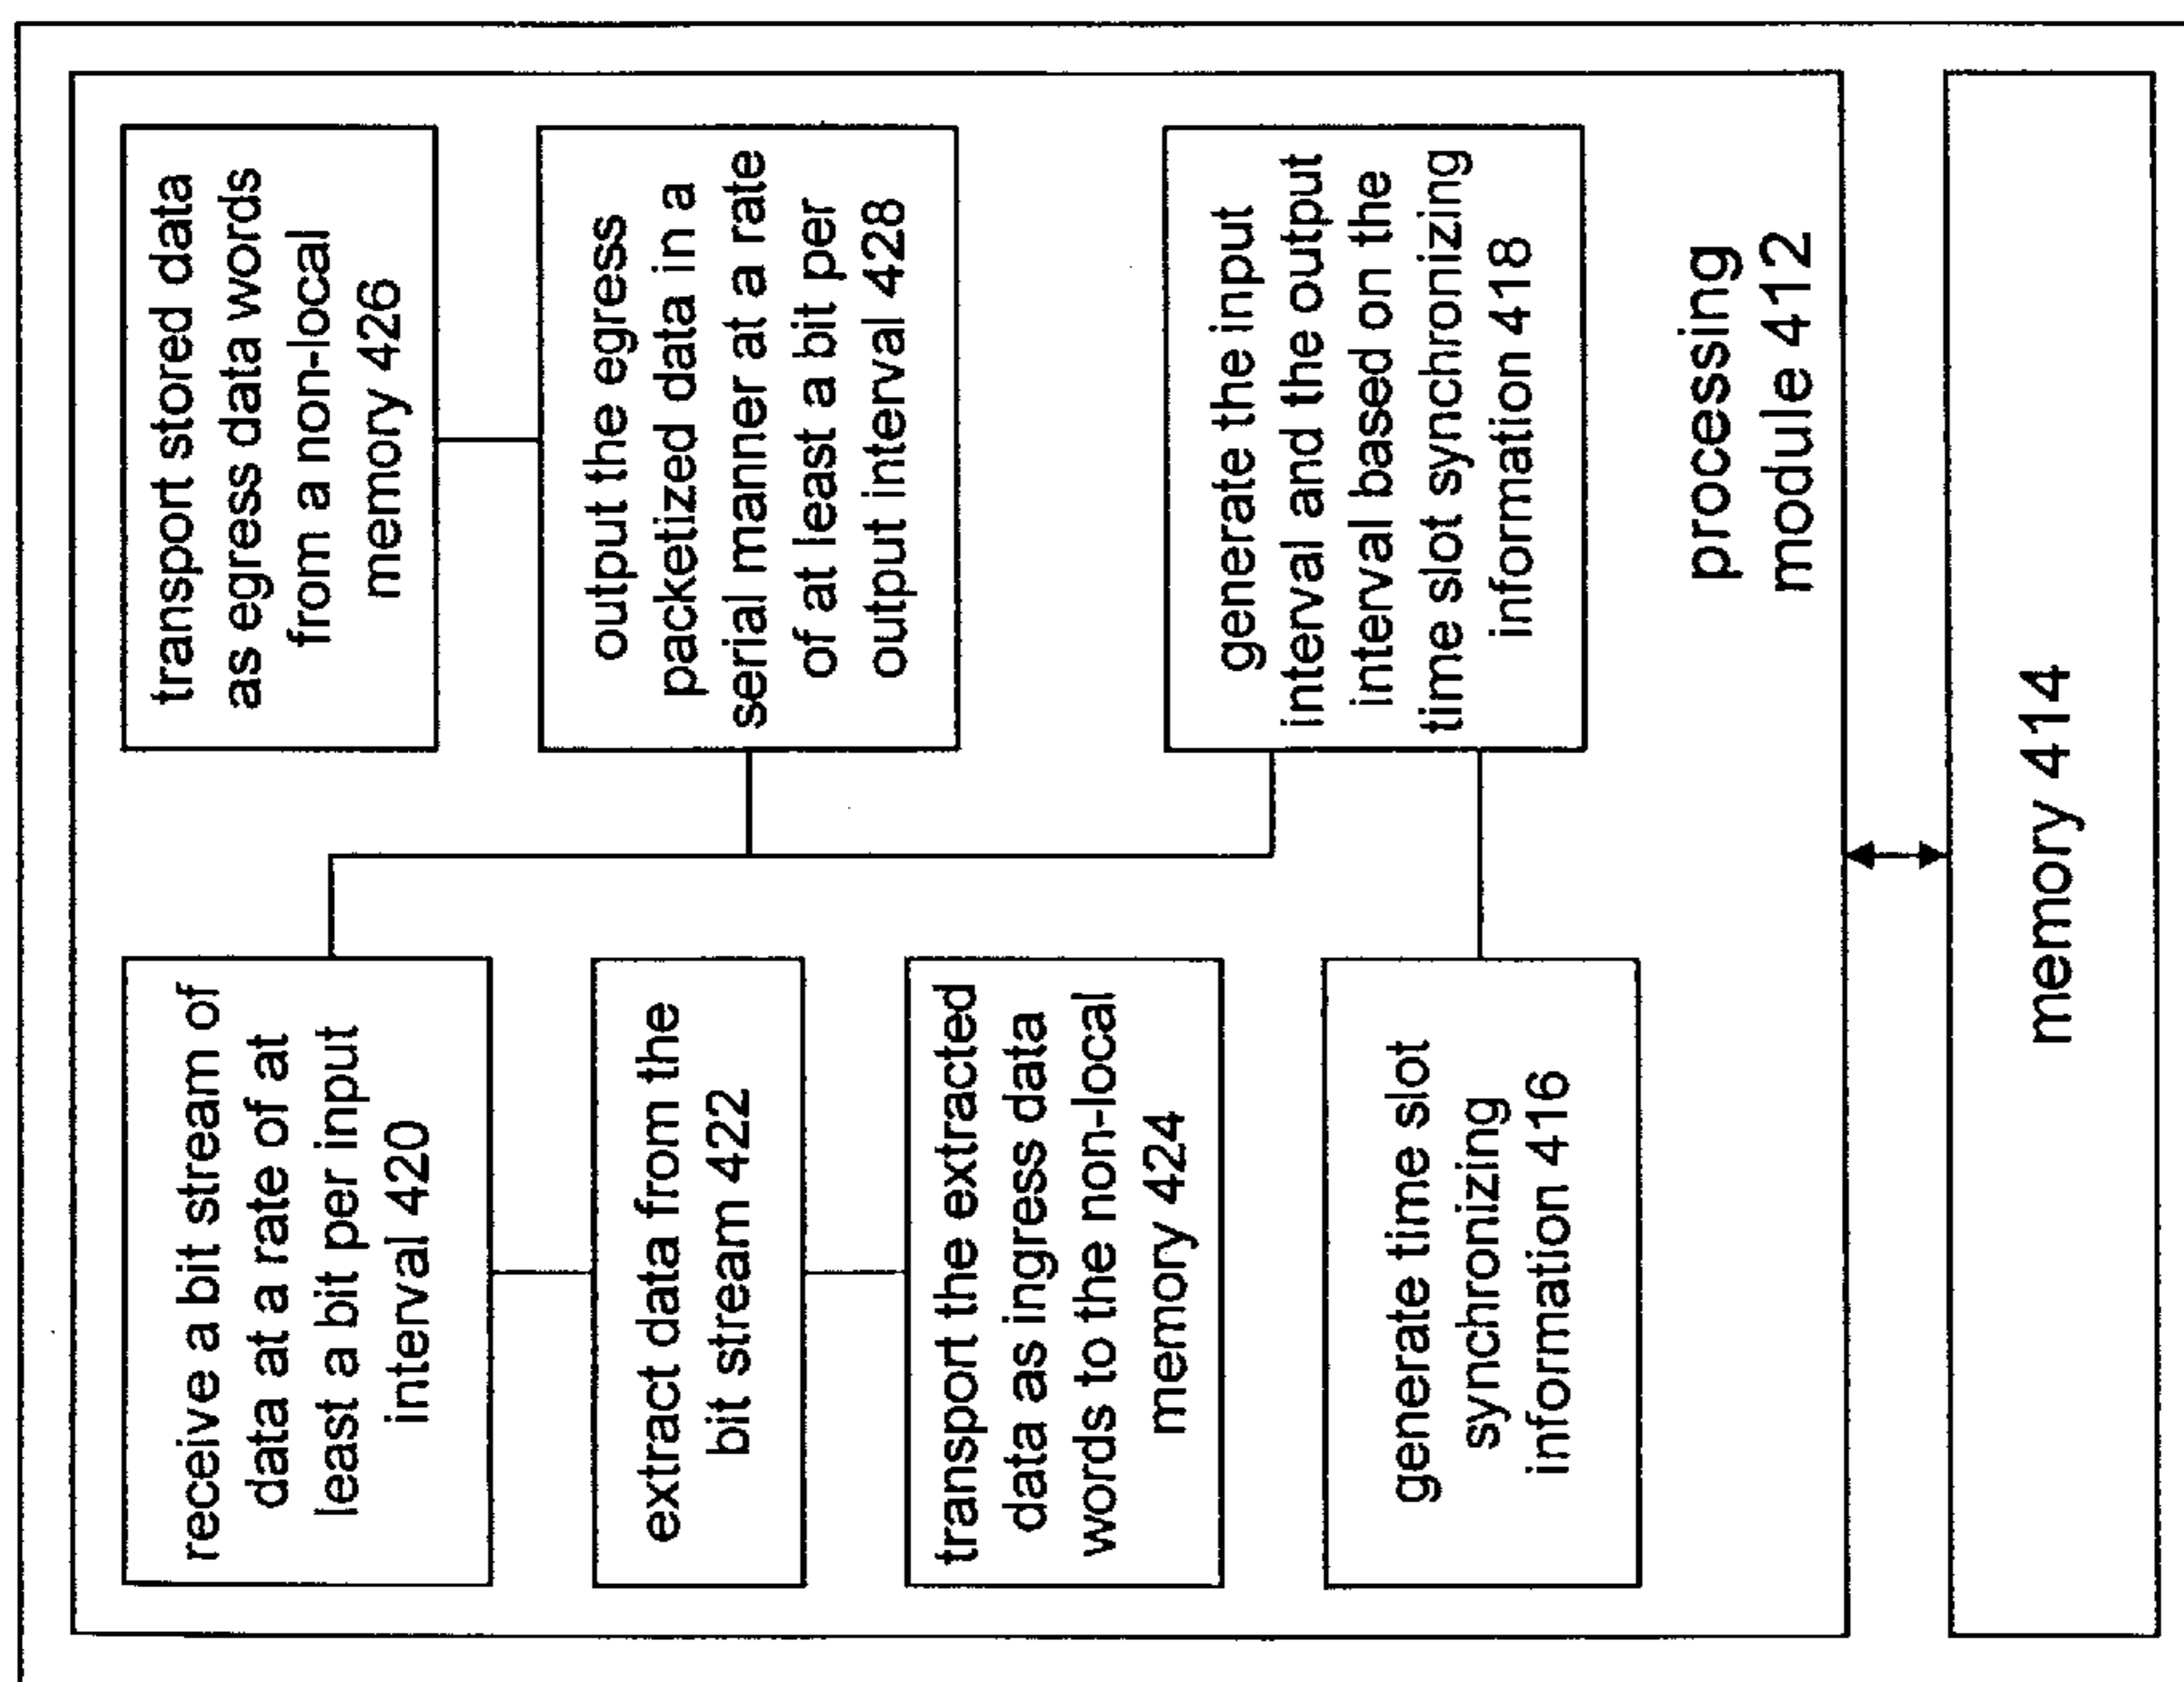 receive a bit stream of
data at a rate of at
least a bit per input
interval 420
extract data from the
bit stream 422
transport the extracted
data as ingress data
words to the non-local
memory 424
generate time slot
synchronizing
information 416
transport stored data
as egress data words
from a non-local
memory 426
output the egress
packetized data in a
serial manner at a rate
of at least a bit per
output interval 428
generate the input
interval and the output
interval based on the
time slot synchronizing
information 418
processing
module 412
memory 414